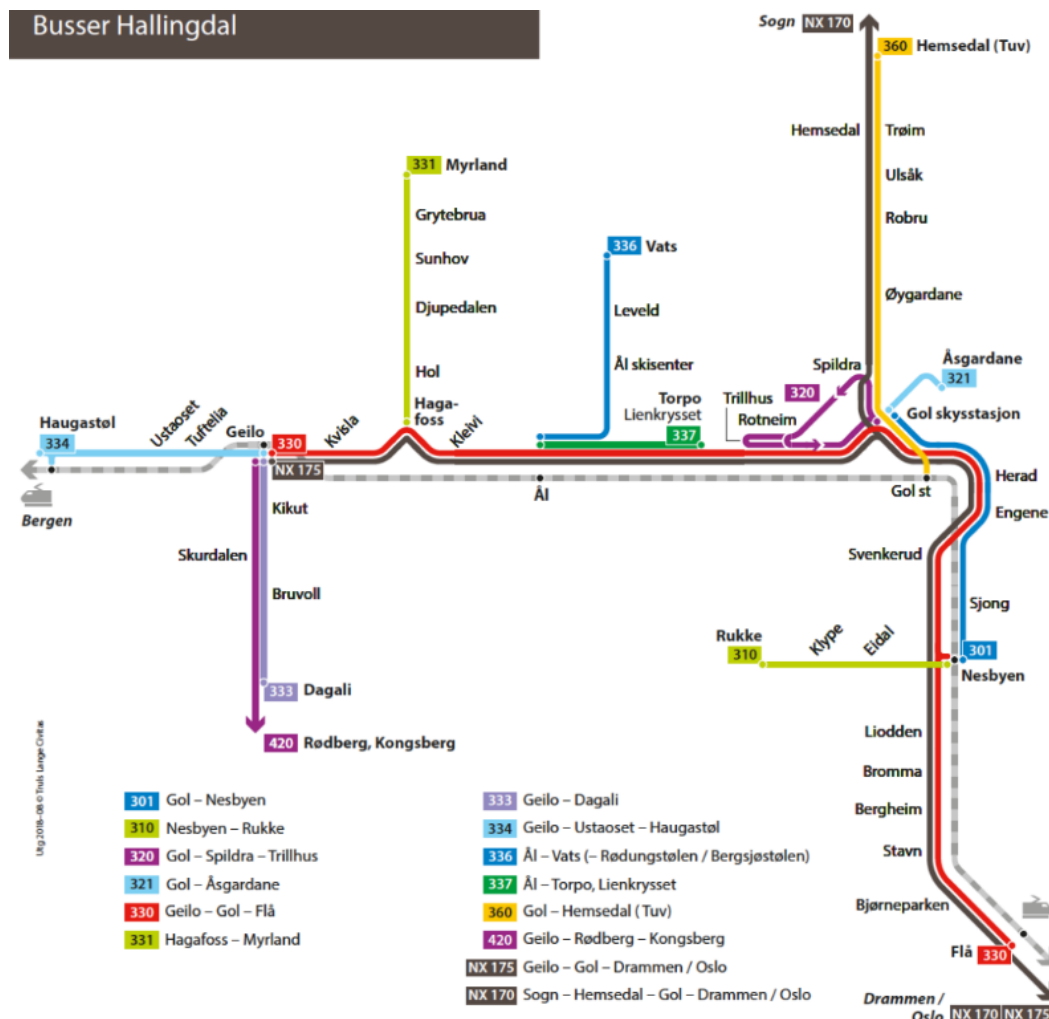 Busser Hallingdal
Sogn NX 170
360 Hemsedal (Tuv)
Hemsedal
Trøim
Ulsåk
Robru
Øygardane
331 Myrland
Grytebrua
Sunhov
Djupedalen
Hol
Haga-
foss
336 Vats
Leveld
Ål skisenter
Torpo
Lienkrysset
337
Spildra
320
Trillhus
Rotneim
Åsgardane
321
Gol skysstasjon
Haugastøl
334
Ustaoset
Tuftelia
Geilo
330
NX 175
Kvisla
Kleivi
Bergen
Ål
Gol st
Herad
Engene
Kikut
Skurdalen
Bruvoll
Svenkerud
Sjong
Rukke
310
Klype
Eidal
301
Nesbyen
333 Dagali
420 Rødberg, Kongsberg
Liodden
Bromma
Bergheim
Stavn
Bjørneparken
Flå 330
Drammen /
Oslo NX 170 NX 175
Utg 2018-08 © Truls Lange Civitas
301 Gol – Nesbyen
310 Nesbyen – Rukke
320 Gol – Spildra – Trillhus
321 Gol – Åsgardane
330 Geilo – Gol – Flå
331 Hagafoss – Myrland
333 Geilo – Dagali
334 Geilo – Ustaoset – Haugastøl
336 Ål – Vats (– Rødungstølen / Bergsjøstølen)
337 Ål – Torpo, Lienkrysset
360 Gol – Hemsedal (Tuv)
420 Geilo – Rødberg – Kongsberg
NX 175 Geilo – Gol – Drammen / Oslo
NX 170 Sogn – Hemsedal – Gol – Drammen / Oslo